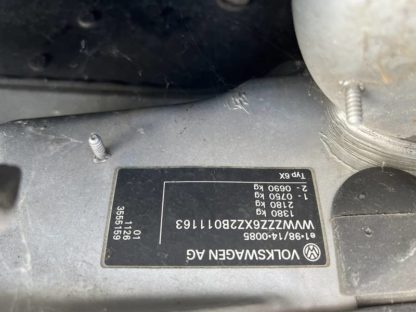 VOLKSWAGEN AG
e1-98/14-0085
WVWZZZ6XZ2B011163
1380 kg
2180 kg
1 - 0750 kg
2 - 0690 kg
Typ 6X
01
1126
3555159